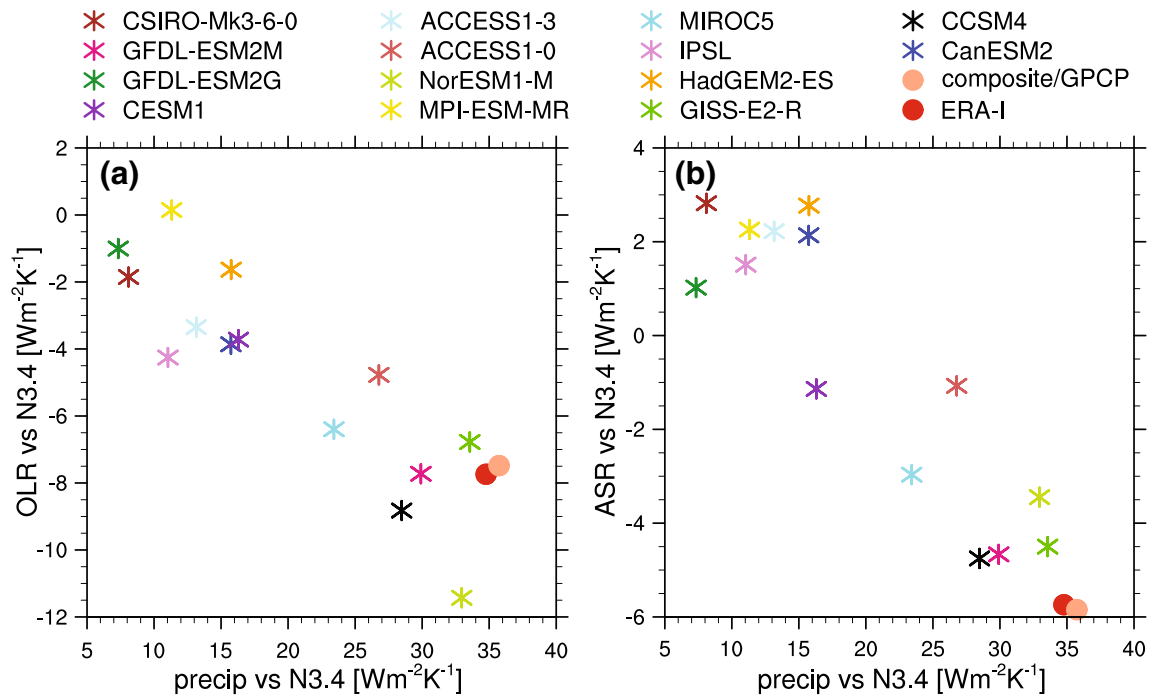 CSIRO-Mk3-6-0 ACCESS1-3 MIROC5 CCSM4
GFDL-ESM2M ACCESS1-0 IPSL CanESM2
GFDL-ESM2G NorESM1-M HadGEM2-ES composite/GPCP
CESM1 MPI-ESM-MR GISS-E2-R ERA-I
(a)
OLR vs N3.4 [Wm⁻²K⁻¹]
2
0
-2
-4
-6
-8
-10
-12
5 10 15 20 25 30 35 40
precip vs N3.4 [Wm⁻²K⁻¹]
(b)
ASR vs N3.4 [Wm⁻²K⁻¹]
4
2
0
-2
-4
-6
5 10 15 20 25 30 35 40
precip vs N3.4 [Wm⁻²K⁻¹]